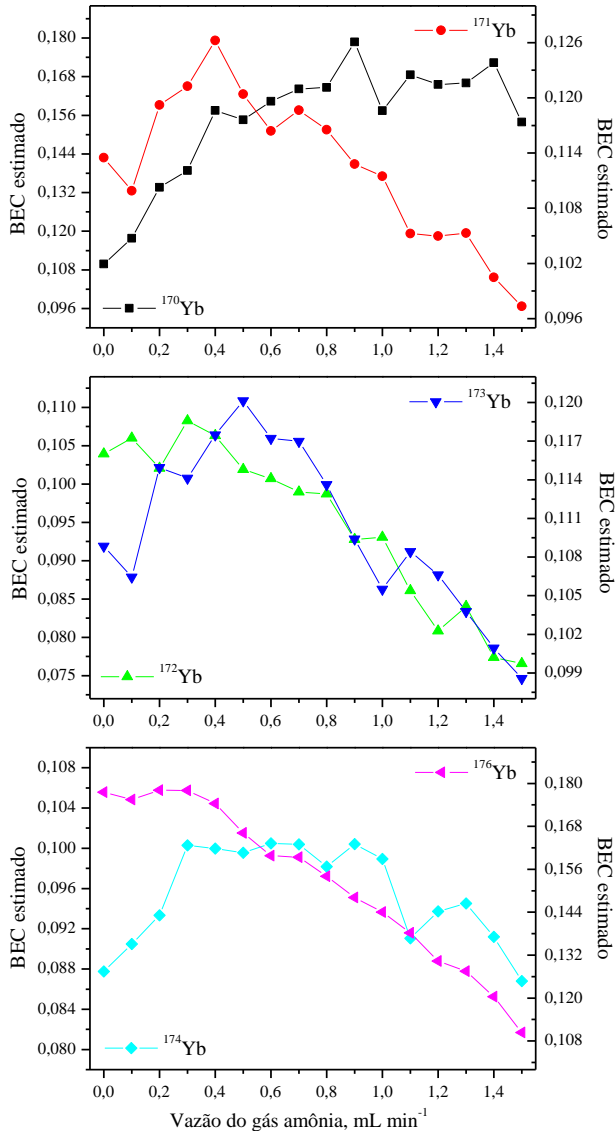 0,180
0,168
0,156
0,144
0,132
0,120
0,108
0,096
BEC estimado
0,126
0,120
0,114
0,108
0,102
0,096
BEC estimado
¹⁷¹Yb
¹⁷⁰Yb
0,0 0,2 0,4 0,6 0,8 1,0 1,2 1,4
0,110
0,105
0,100
0,095
0,090
0,085
0,080
0,075
BEC estimado
0,120
0,117
0,114
0,111
0,108
0,105
0,102
0,099
BEC estimado
¹⁷³Yb
¹⁷²Yb
0,0 0,2 0,4 0,6 0,8 1,0 1,2 1,4
0,108
0,104
0,100
0,096
0,092
0,088
0,084
0,080
BEC estimado
0,180
0,168
0,156
0,144
0,132
0,120
0,108
BEC estimado
¹⁷⁶Yb
¹⁷⁴Yb
0,0 0,2 0,4 0,6 0,8 1,0 1,2 1,4
Vazão do gás amônia, mL min⁻¹